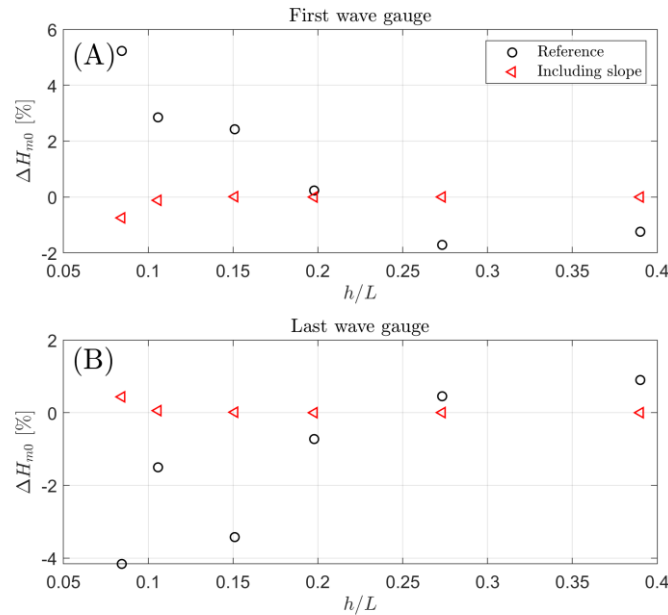 First wave gauge
(A)
Reference
Including slope
6
4
2
0
-2
ΔH_{m0} [%]
0.05 0.1 0.15 0.2 0.25 0.3 0.35 0.4
h/L
Last wave gauge
(B)
2
0
-2
-4
ΔH_{m0} [%]
0.05 0.1 0.15 0.2 0.25 0.3 0.35 0.4
h/L